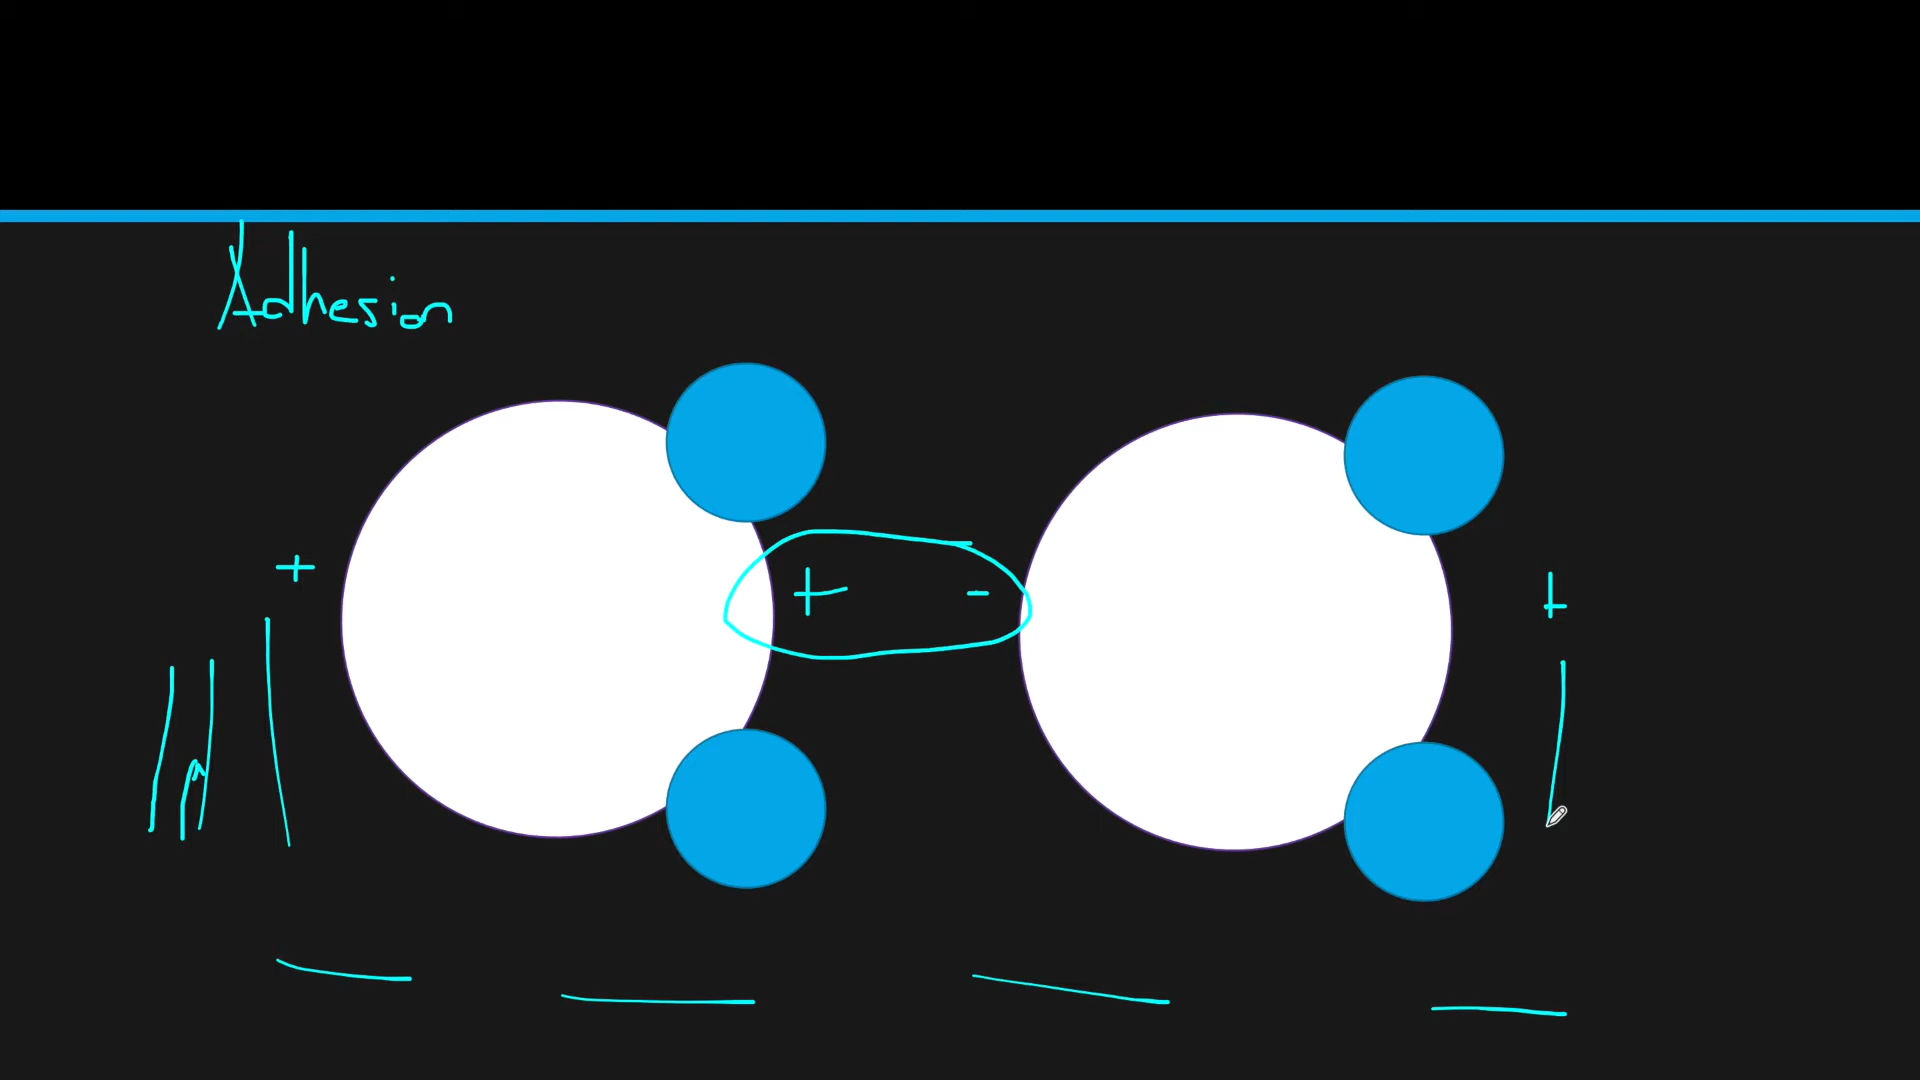 Adhesion
+ + - +